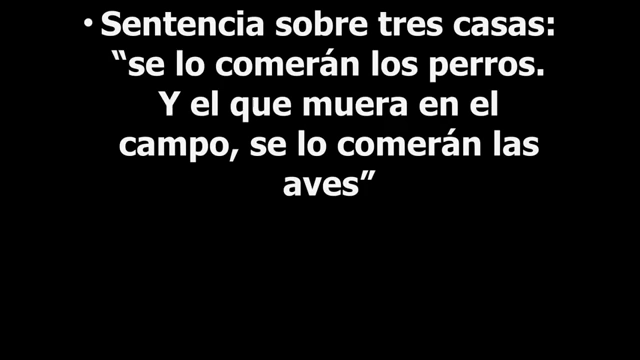 • Sentencia sobre tres casas:
“se lo comerán los perros.
Y el que muera en el
campo, se lo comerán las
aves”